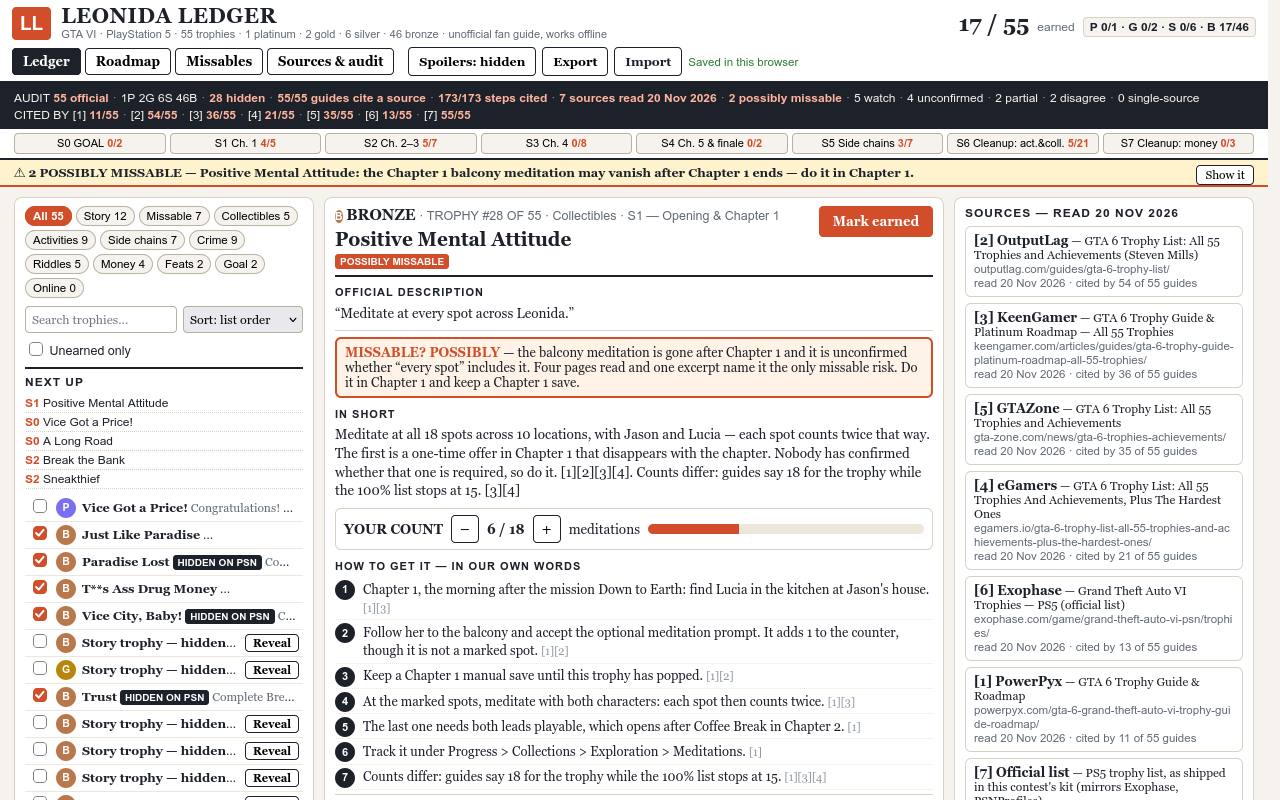 LL
LEONIDA LEDGER
GTA VI · PlayStation 5 · 55 trophies · 1 platinum · 2 gold · 6 silver · 46 bronze · unofficial fan guide, works offline
17 / 55 earned P 0/1 · G 0/2 · S 0/6 · B 17/46
Ledger Roadmap Missables Sources & audit Spoilers: hidden Export Import Saved in this browser
AUDIT 55 official · 1P 2G 6S 46B · 28 hidden · 55/55 guides cite a source · 173/173 steps cited · 7 sources read 20 Nov 2026 · 2 possibly missable · 5 watch · 4 unconfirmed · 2 partial · 2 disagree · 0 single-source
CITED BY [1] 11/55 · [2] 54/55 · [3] 36/55 · [4] 21/55 · [5] 35/55 · [6] 13/55 · [7] 55/55
S0 GOAL 0/2 S1 Ch. 1 4/5 S2 Ch. 2–3 5/7 S3 Ch. 4 0/8 S4 Ch. 5 & finale 0/2 S5 Side chains 3/7 S6 Cleanup: act.&coll. 5/21 S7 Cleanup: money 0/3
⚠ 2 POSSIBLY MISSABLE — Positive Mental Attitude: the Chapter 1 balcony meditation may vanish after Chapter 1 ends — do it in Chapter 1. Show it
All 55 Story 12 Missable 7 Collectibles 5
Activities 9 Side chains 7 Crime 9
Riddles 5 Money 4 Feats 2 Goal 2
Online 0
Search trophies... Sort: list order
Unearned only
NEXT UP
S1 Positive Mental Attitude
S0 Vice Got a Price!
S0 A Long Road
S2 Break the Bank
S2 Sneakthief
P Vice Got a Price! Congratulations! ...
B Just Like Paradise ...
B Paradise Lost HIDDEN ON PSN Co...
B T**s Ass Drug Money ...
B Vice City, Baby! HIDDEN ON PSN C...
B Story trophy — hidden... Reveal
G Story trophy — hidden... Reveal
B Trust HIDDEN ON PSN Complete Bre...
B Story trophy — hidden... Reveal
B Story trophy — hidden... Reveal
B Story trophy — hidden... Reveal
B BRONZE · TROPHY #28 OF 55 · Collectibles · S1 — Opening & Chapter 1
Mark earned
Positive Mental Attitude
POSSIBLY MISSABLE
OFFICIAL DESCRIPTION
“Meditate at every spot across Leonida.”
MISSABLE? POSSIBLY — the balcony meditation is gone after Chapter 1 and it is unconfirmed
whether “every spot” includes it. Four pages read and one excerpt name it the only missable risk. Do
it in Chapter 1 and keep a Chapter 1 save.
IN SHORT
Meditate at all 18 spots across 10 locations, with Jason and Lucia — each spot counts twice that way.
The first is a one-time offer in Chapter 1 that disappears with the chapter. Nobody has confirmed
whether that one is required, so do it. [1][2][3][4]. Counts differ: guides say 18 for the trophy while
the 100% list stops at 15. [3][4]
YOUR COUNT − 6 / 18 + meditations
HOW TO GET IT — IN OUR OWN WORDS
1 Chapter 1, the morning after the mission Down to Earth: find Lucia in the kitchen at Jason's house.
[1][3]
2 Follow her to the balcony and accept the optional meditation prompt. It adds 1 to the counter,
though it is not a marked spot. [1][2]
3 Keep a Chapter 1 manual save until this trophy has popped. [1][2]
4 At the marked spots, meditate with both characters: each spot then counts twice. [1][3]
5 The last one needs both leads playable, which opens after Coffee Break in Chapter 2. [1]
6 Track it under Progress > Collections > Exploration > Meditations. [1]
7 Counts differ: guides say 18 for the trophy while the 100% list stops at 15. [1][3][4]
SOURCES — READ 20 NOV 2026
[2] OutputLag — GTA 6 Trophy List: All 55
Trophies and Achievements (Steven Mills)
outputlag.com/guides/gta-6-trophy-list/
read 20 Nov 2026 · cited by 54 of 55 guides
[3] KeenGamer — GTA 6 Trophy Guide &
Platinum Roadmap — All 55 Trophies
keengamer.com/articles/guides/gta-6-trophy-guide-
platinum-roadmap-all-55-trophies/
read 20 Nov 2026 · cited by 36 of 55 guides
[5] GTAZone — GTA 6 Trophy List: All 55
Trophies and Achievements
gta-zone.com/news/gta-6-trophies-achievements/
read 20 Nov 2026 · cited by 35 of 55 guides
[4] eGamers — GTA 6 Trophy List: All 55
Trophies And Achievements, Plus The Hardest
Ones
egamers.io/gta-6-trophy-list-all-55-trophies-and-ac
hievements-plus-the-hardest-ones/
read 20 Nov 2026 · cited by 21 of 55 guides
[6] Exophase — Grand Theft Auto VI
Trophies — PS5 (official list)
exophase.com/game/grand-theft-auto-vi-psn/trophi
es/
read 20 Nov 2026 · cited by 13 of 55 guides
[1] PowerPyx — GTA 6 Trophy Guide &
Roadmap
powerpyx.com/gta-6-grand-theft-auto-vi-trophy-gui
de-roadmap/
read 20 Nov 2026 · cited by 11 of 55 guides
[7] Official list — PS5 trophy list, as shipped
in this contest's kit (mirrors Exophase,
PSNProfiles)